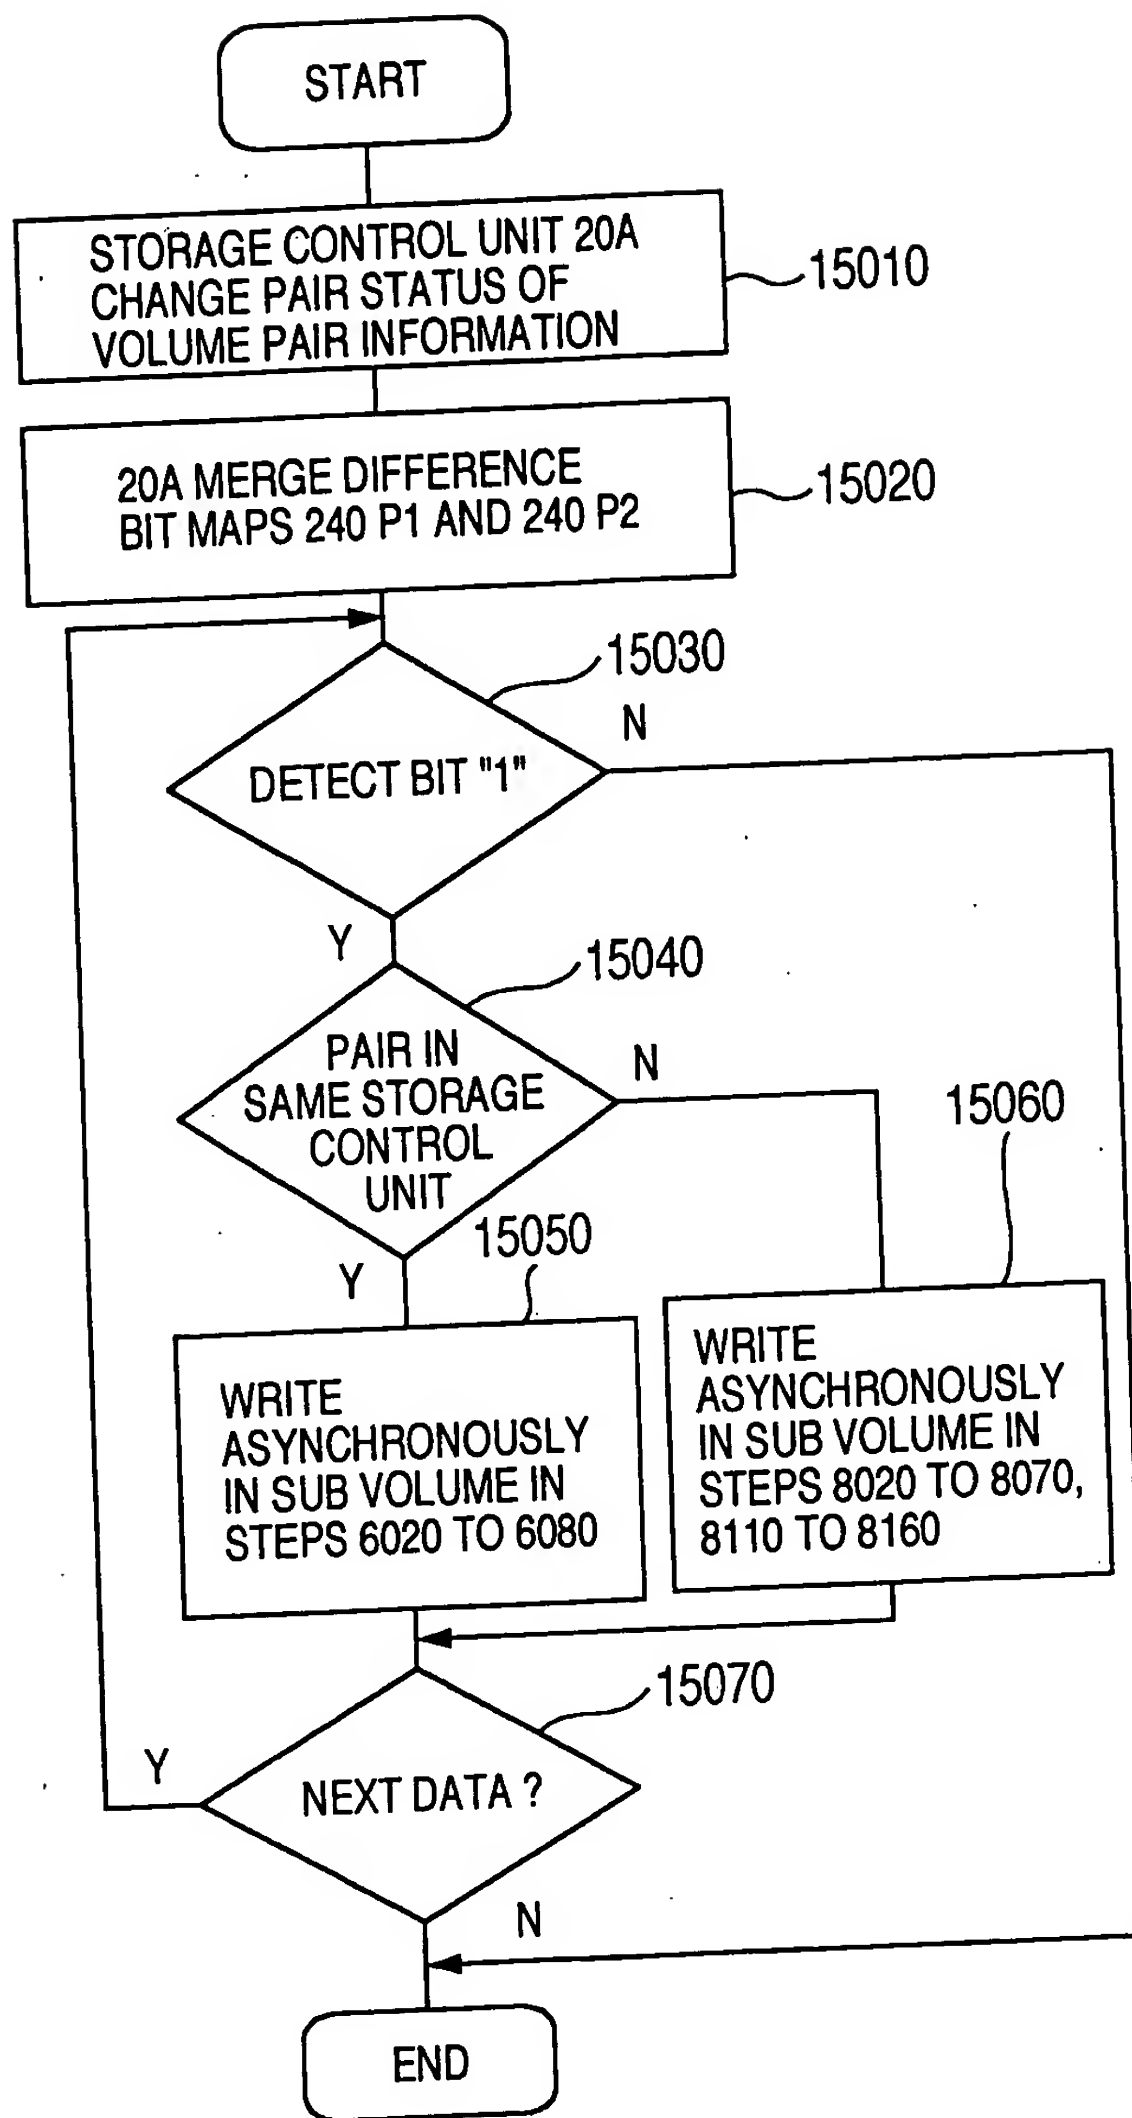 START
STORAGE CONTROL UNIT 20A
CHANGE PAIR STATUS OF
VOLUME PAIR INFORMATION
15010
20A MERGE DIFFERENCE
BIT MAPS 240 P1 AND 240 P2
15020
15030
N
DETECT BIT "1"
Y
15040
PAIR IN
SAME STORAGE
CONTROL
UNIT
N
15060
15050
Y
WRITE
ASYNCHRONOUSLY
IN SUB VOLUME IN
STEPS 6020 TO 6080
WRITE
ASYNCHRONOUSLY
IN SUB VOLUME IN
STEPS 8020 TO 8070,
8110 TO 8160
15070
Y
NEXT DATA ?
N
END